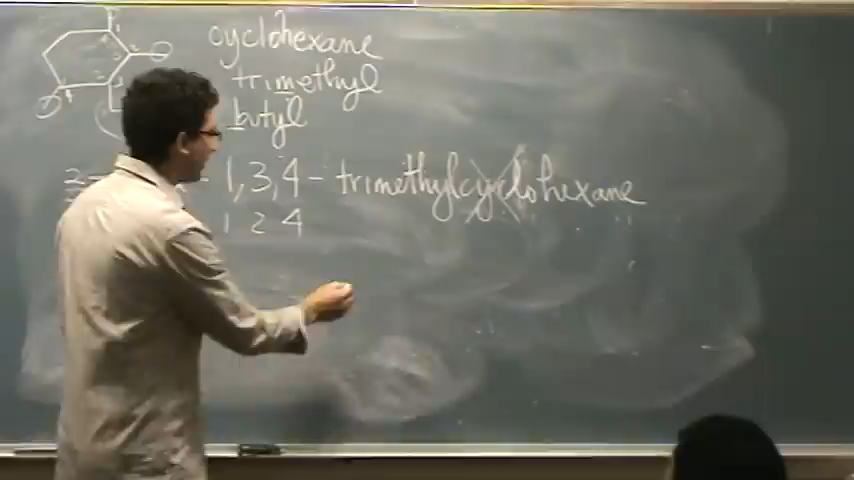 cyclohexane
trimethyl
butyl
1,3,4 - trimethylcyclohexane
1 2 4